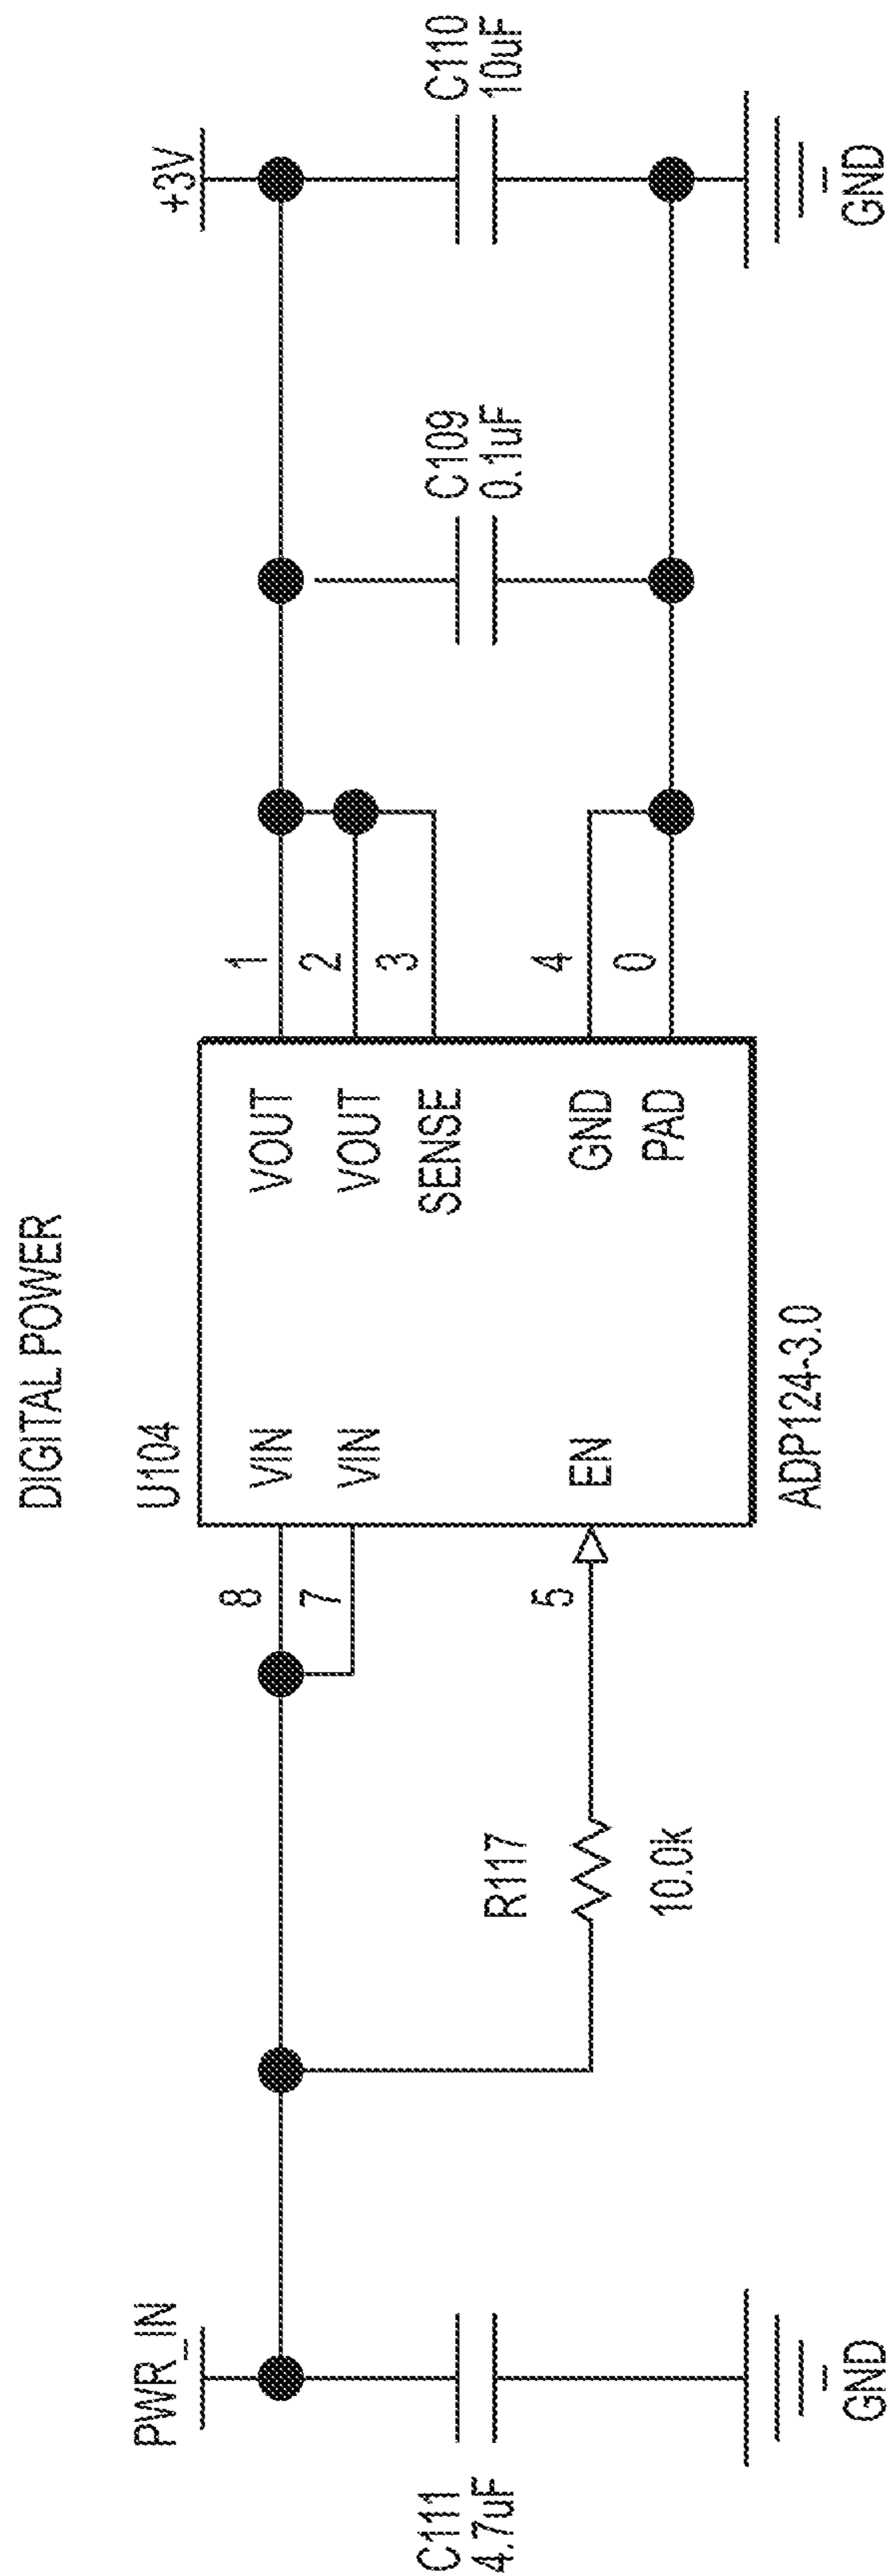 DIGITAL POWER
PWR_IN
C111
4.7uF
GND
R117
10.0k
U104
8
7
5
VIN
VIN
EN
VOUT
VOUT
SENSE
GND
PAD
ADP124-3.0
1
2
3
4
0
C109
0.1uF
+3V
C110
10uF
GND